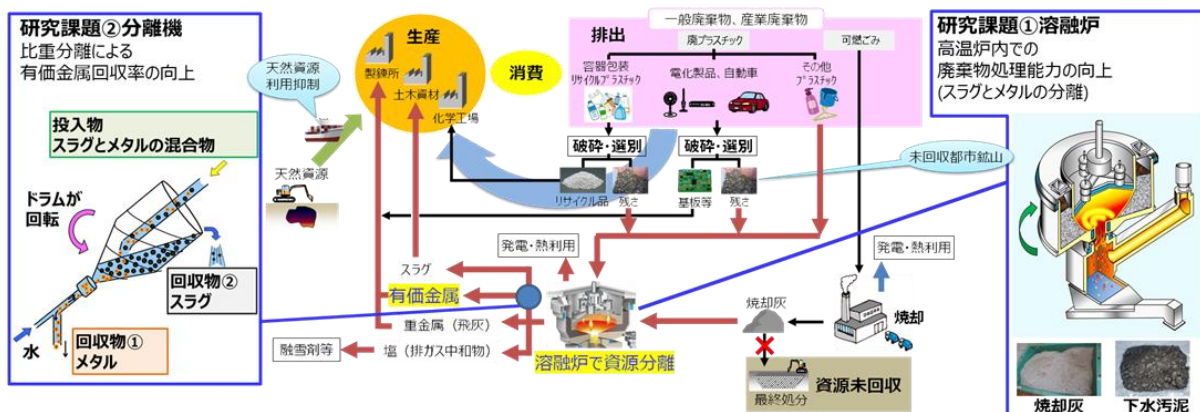 研究課題②分離機
比重分離による
有価金属回収率の向上
投入物
スラグとメタルの混合物
ドラムが
回転
回収物②
スラグ
水
回収物①
メタル
天然資源
利用抑制
天然資源
生産
製錬所
土木資材
化学工場
消費
一般廃棄物、産業廃棄物
排出
廃プラスチック
可燃ごみ
容器包装
リサイクルプラスチック
電化製品、自動車
その他
プラスチック
破砕・選別
破砕・選別
未回収都市鉱山
リサイクル品
残さ
基板等
残さ
発電・熱利用
発電・熱利用
スラグ
有価金属
重金属（飛灰）
融雪剤等
塩（排ガス中和物）
溶融炉で資源分離
焼却灰
焼却
最終処分
資源未回収
研究課題①溶融炉
高温炉内での
廃棄物処理能力の向上
(スラグとメタルの分離)
焼却灰
下水汚泥